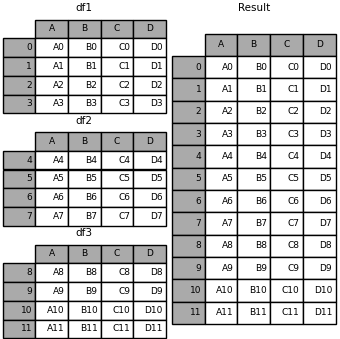 df1
A B C D
0 A0 B0 C0 D0
1 A1 B1 C1 D1
2 A2 B2 C2 D2
3 A3 B3 C3 D3
df2
A B C D
4 A4 B4 C4 D4
5 A5 B5 C5 D5
6 A6 B6 C6 D6
7 A7 B7 C7 D7
df3
A B C D
8 A8 B8 C8 D8
9 A9 B9 C9 D9
10 A10 B10 C10 D10
11 A11 B11 C11 D11
Result
A B C D
0 A0 B0 C0 D0
1 A1 B1 C1 D1
2 A2 B2 C2 D2
3 A3 B3 C3 D3
4 A4 B4 C4 D4
5 A5 B5 C5 D5
6 A6 B6 C6 D6
7 A7 B7 C7 D7
8 A8 B8 C8 D8
9 A9 B9 C9 D9
10 A10 B10 C10 D10
11 A11 B11 C11 D11